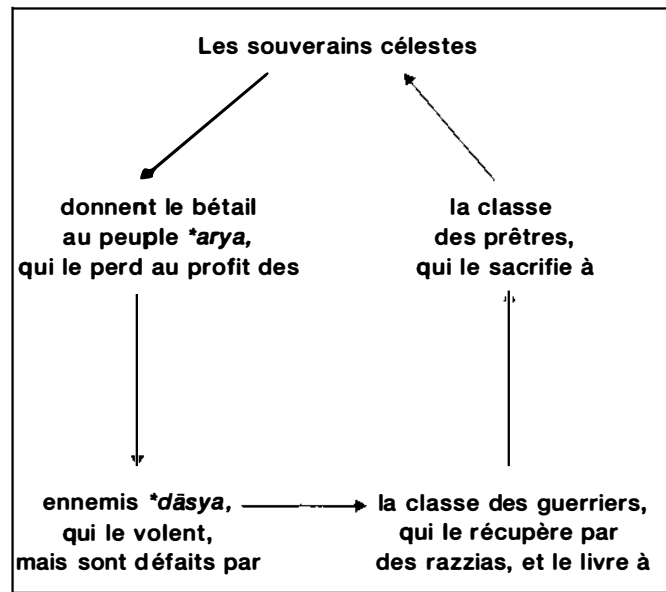 Les souverains célestes
donnent le bétail
au peuple *arya,
qui le perd au profit des
ennemis *dāsya,
qui le volent,
mais sont défaits par
la classe des guerriers,
qui le récupère par
des razzias, et le livre à
la classe
des prêtres,
qui le sacrifie à